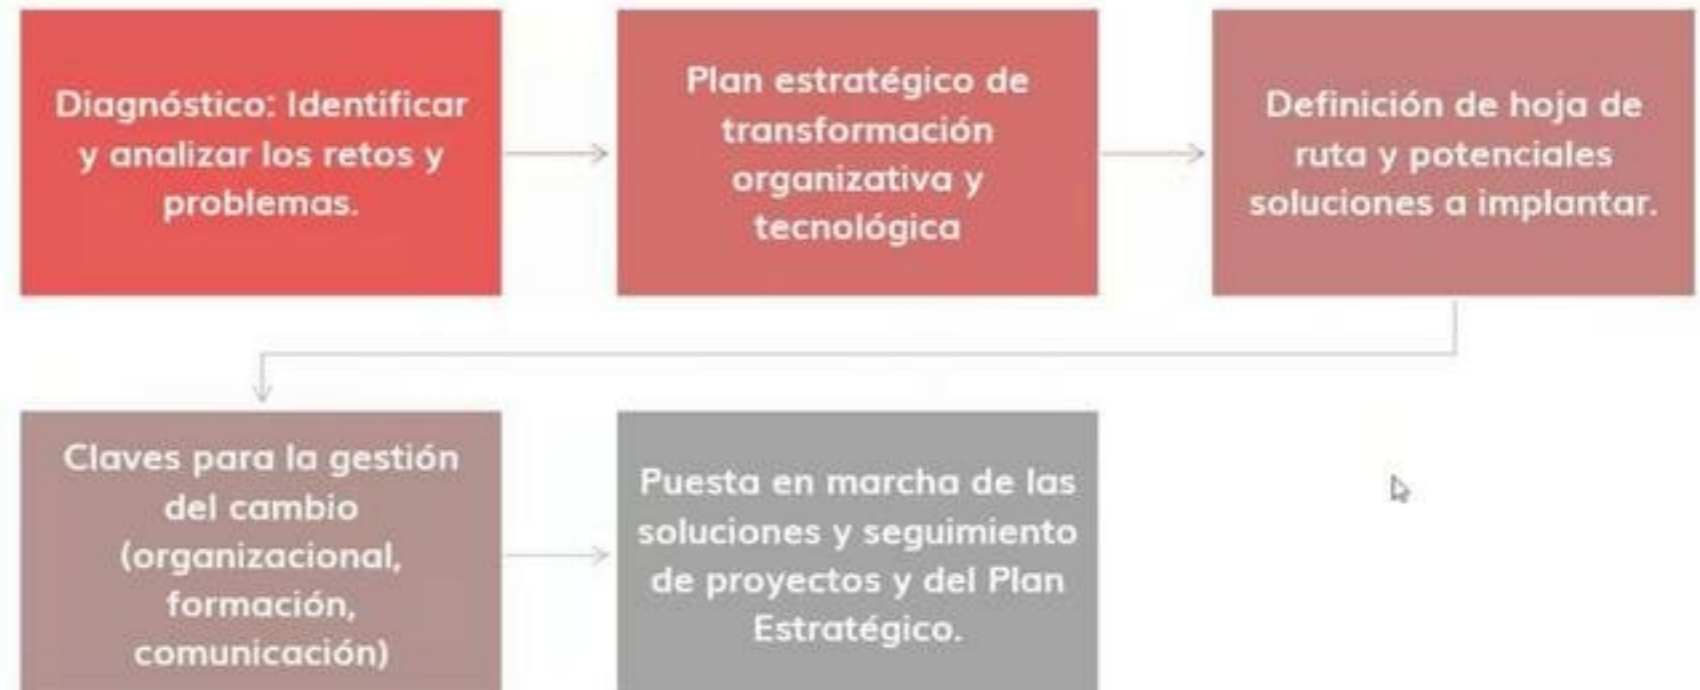 Diagnóstico: Identificar
y analizar los retos y
problemas.
Plan estratégico de
transformación
organizativa y
tecnológica
Definición de hoja de
ruta y potenciales
soluciones a implantar.
Claves para la gestión
del cambio
(organizacional,
formación,
comunicación)
Puesta en marcha de las
soluciones y seguimiento
de proyectos y del Plan
Estratégico.